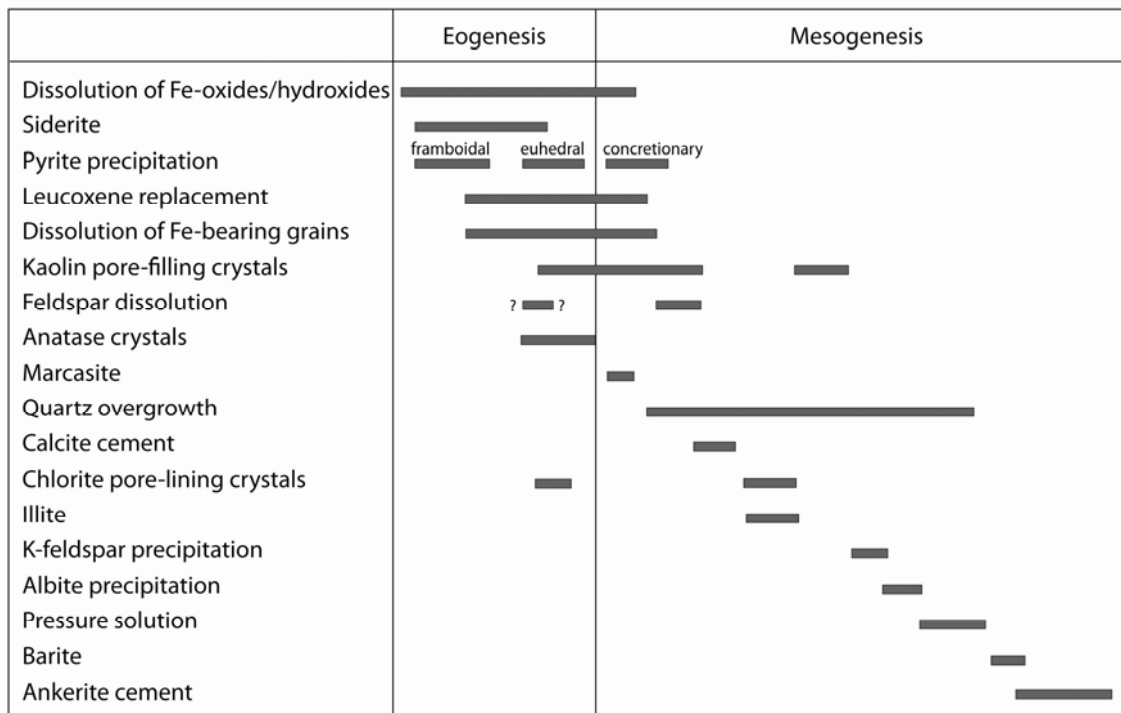 Eogenesis Mesogenesis
Dissolution of Fe-oxides/hydroxides
Siderite
framboidal euhedral concretionary
Pyrite precipitation
Leucoxene replacement
Dissolution of Fe-bearing grains
Kaolin pore-filling crystals
Feldspar dissolution ? ?
Anatase crystals
Marcasite
Quartz overgrowth
Calcite cement
Chlorite pore-lining crystals
Illite
K-feldspar precipitation
Albite precipitation
Pressure solution
Barite
Ankerite cement